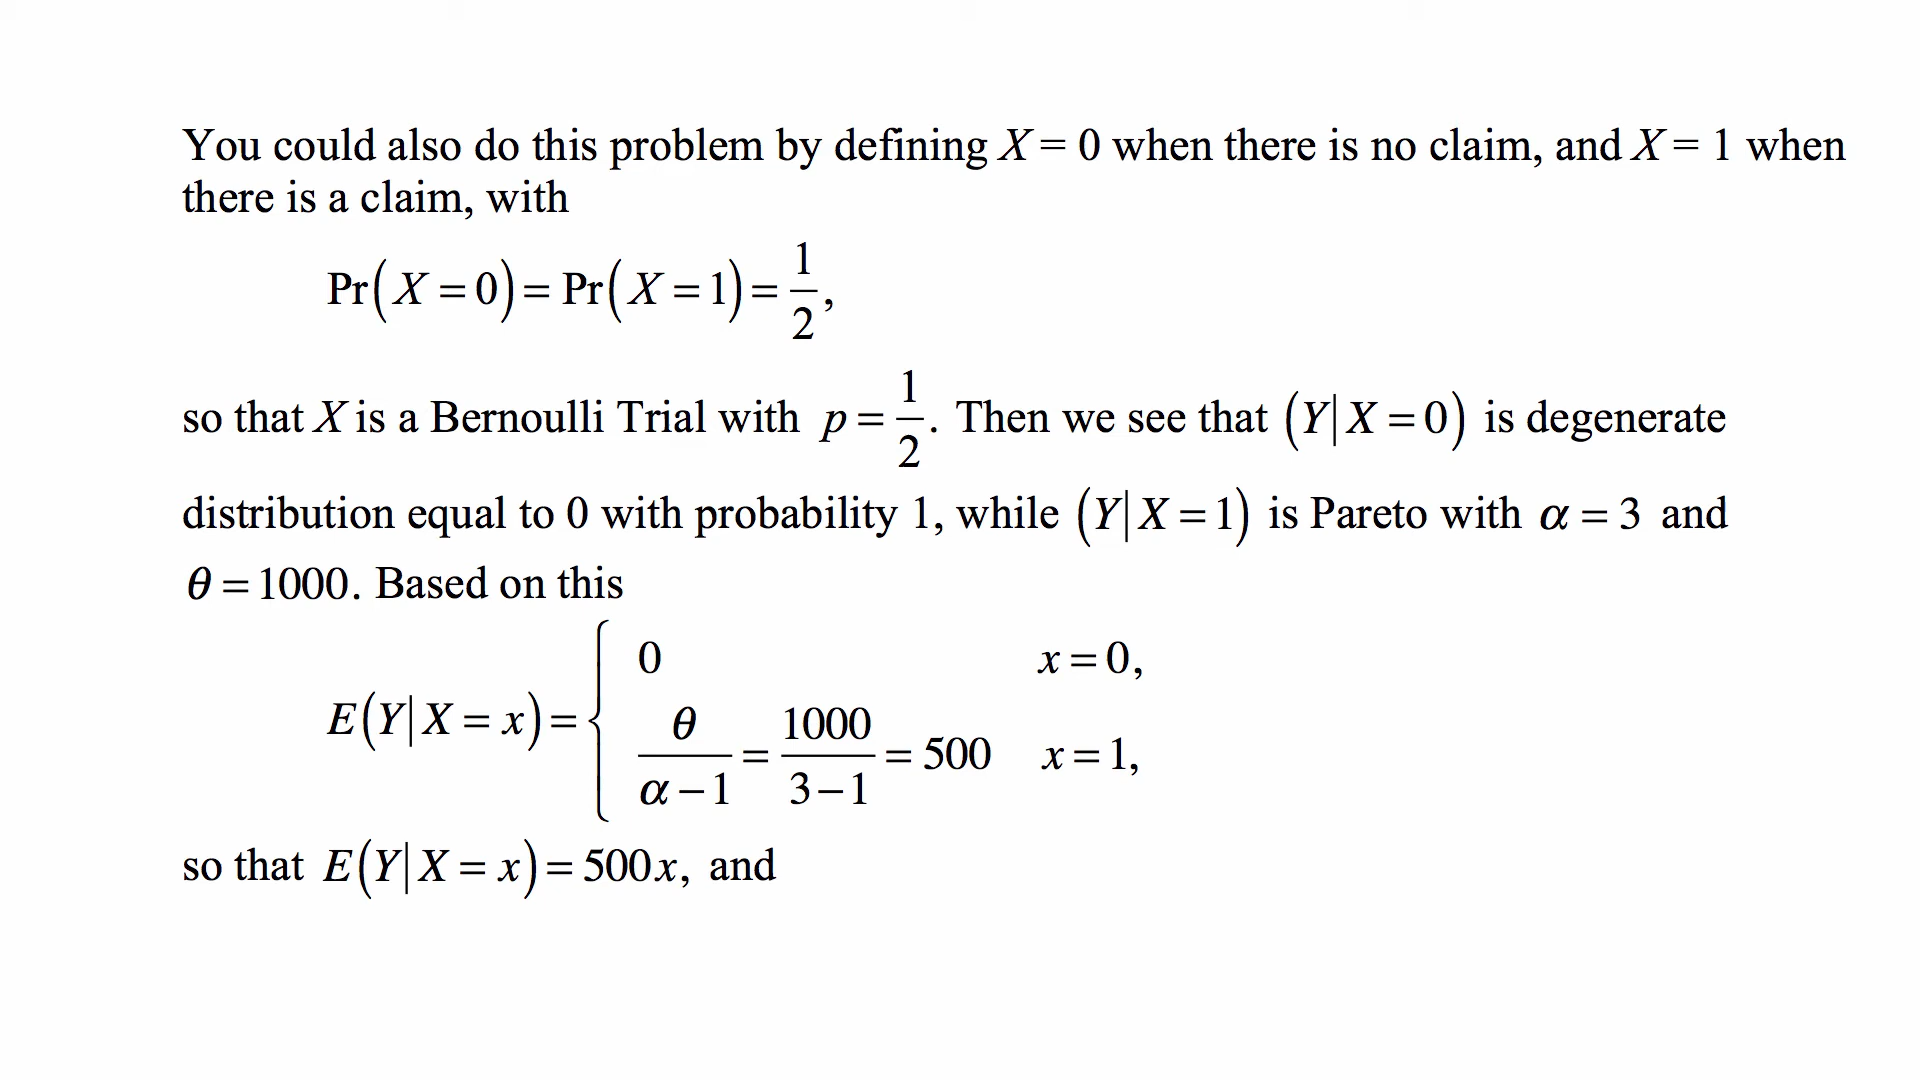 You could also do this problem by defining X = 0 when there is no claim, and X = 1 when
there is a claim, with
Pr(X = 0) = Pr(X = 1) = 1/2,
so that X is a Bernoulli Trial with p = 1/2. Then we see that (Y|X = 0) is degenerate
distribution equal to 0 with probability 1, while (Y|X = 1) is Pareto with α = 3 and
θ = 1000. Based on this
E(Y|X = x) = { 0 x = 0,
θ/(α − 1) = 1000/(3 − 1) = 500 x = 1,
so that E(Y|X = x) = 500x, and